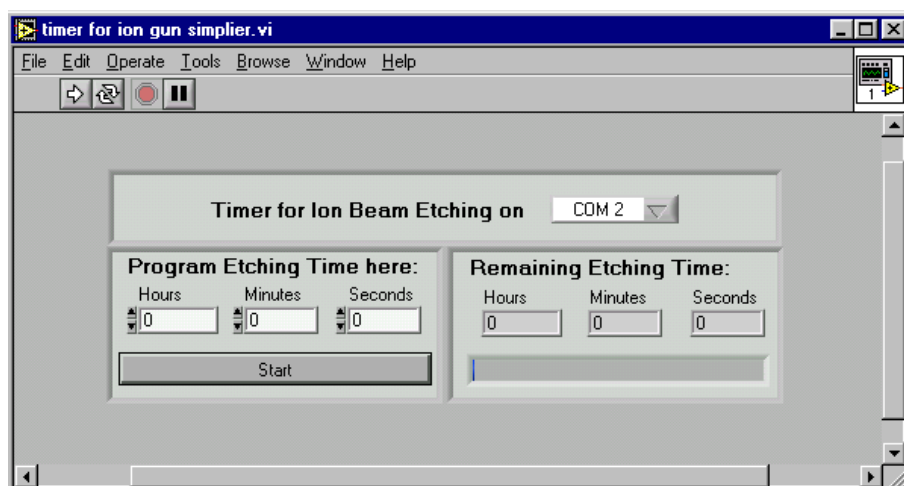 timer for ion gun simplier.vi
File Edit Operate Tools Browse Window Help
1
Timer for Ion Beam Etching on COM 2
Program Etching Time here:
Hours Minutes Seconds
0 0 0
Start
Remaining Etching Time:
Hours Minutes Seconds
0 0 0